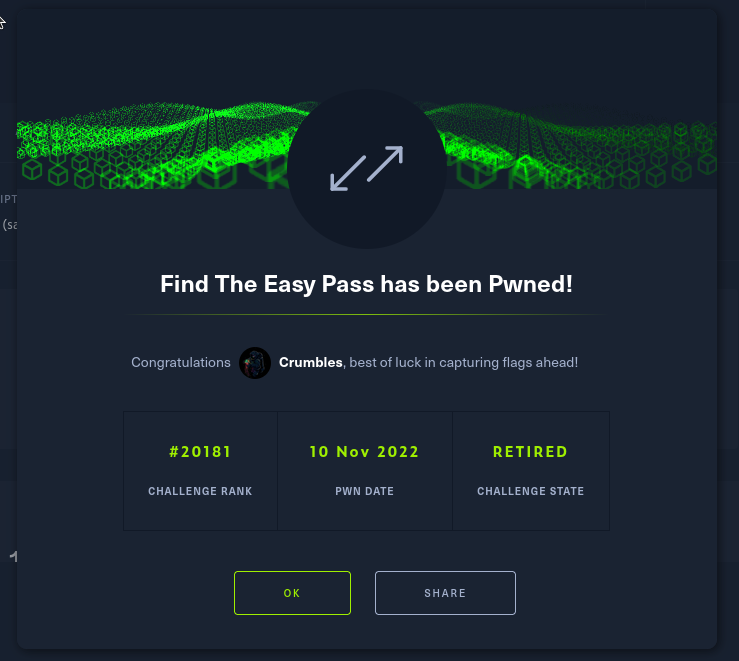 IPT
(sa
Find The Easy Pass has been Pwned!
Congratulations Crumbles, best of luck in capturing flags ahead!
#20181 10 Nov 2022 RETIRED
CHALLENGE RANK PWN DATE CHALLENGE STATE
OK SHARE